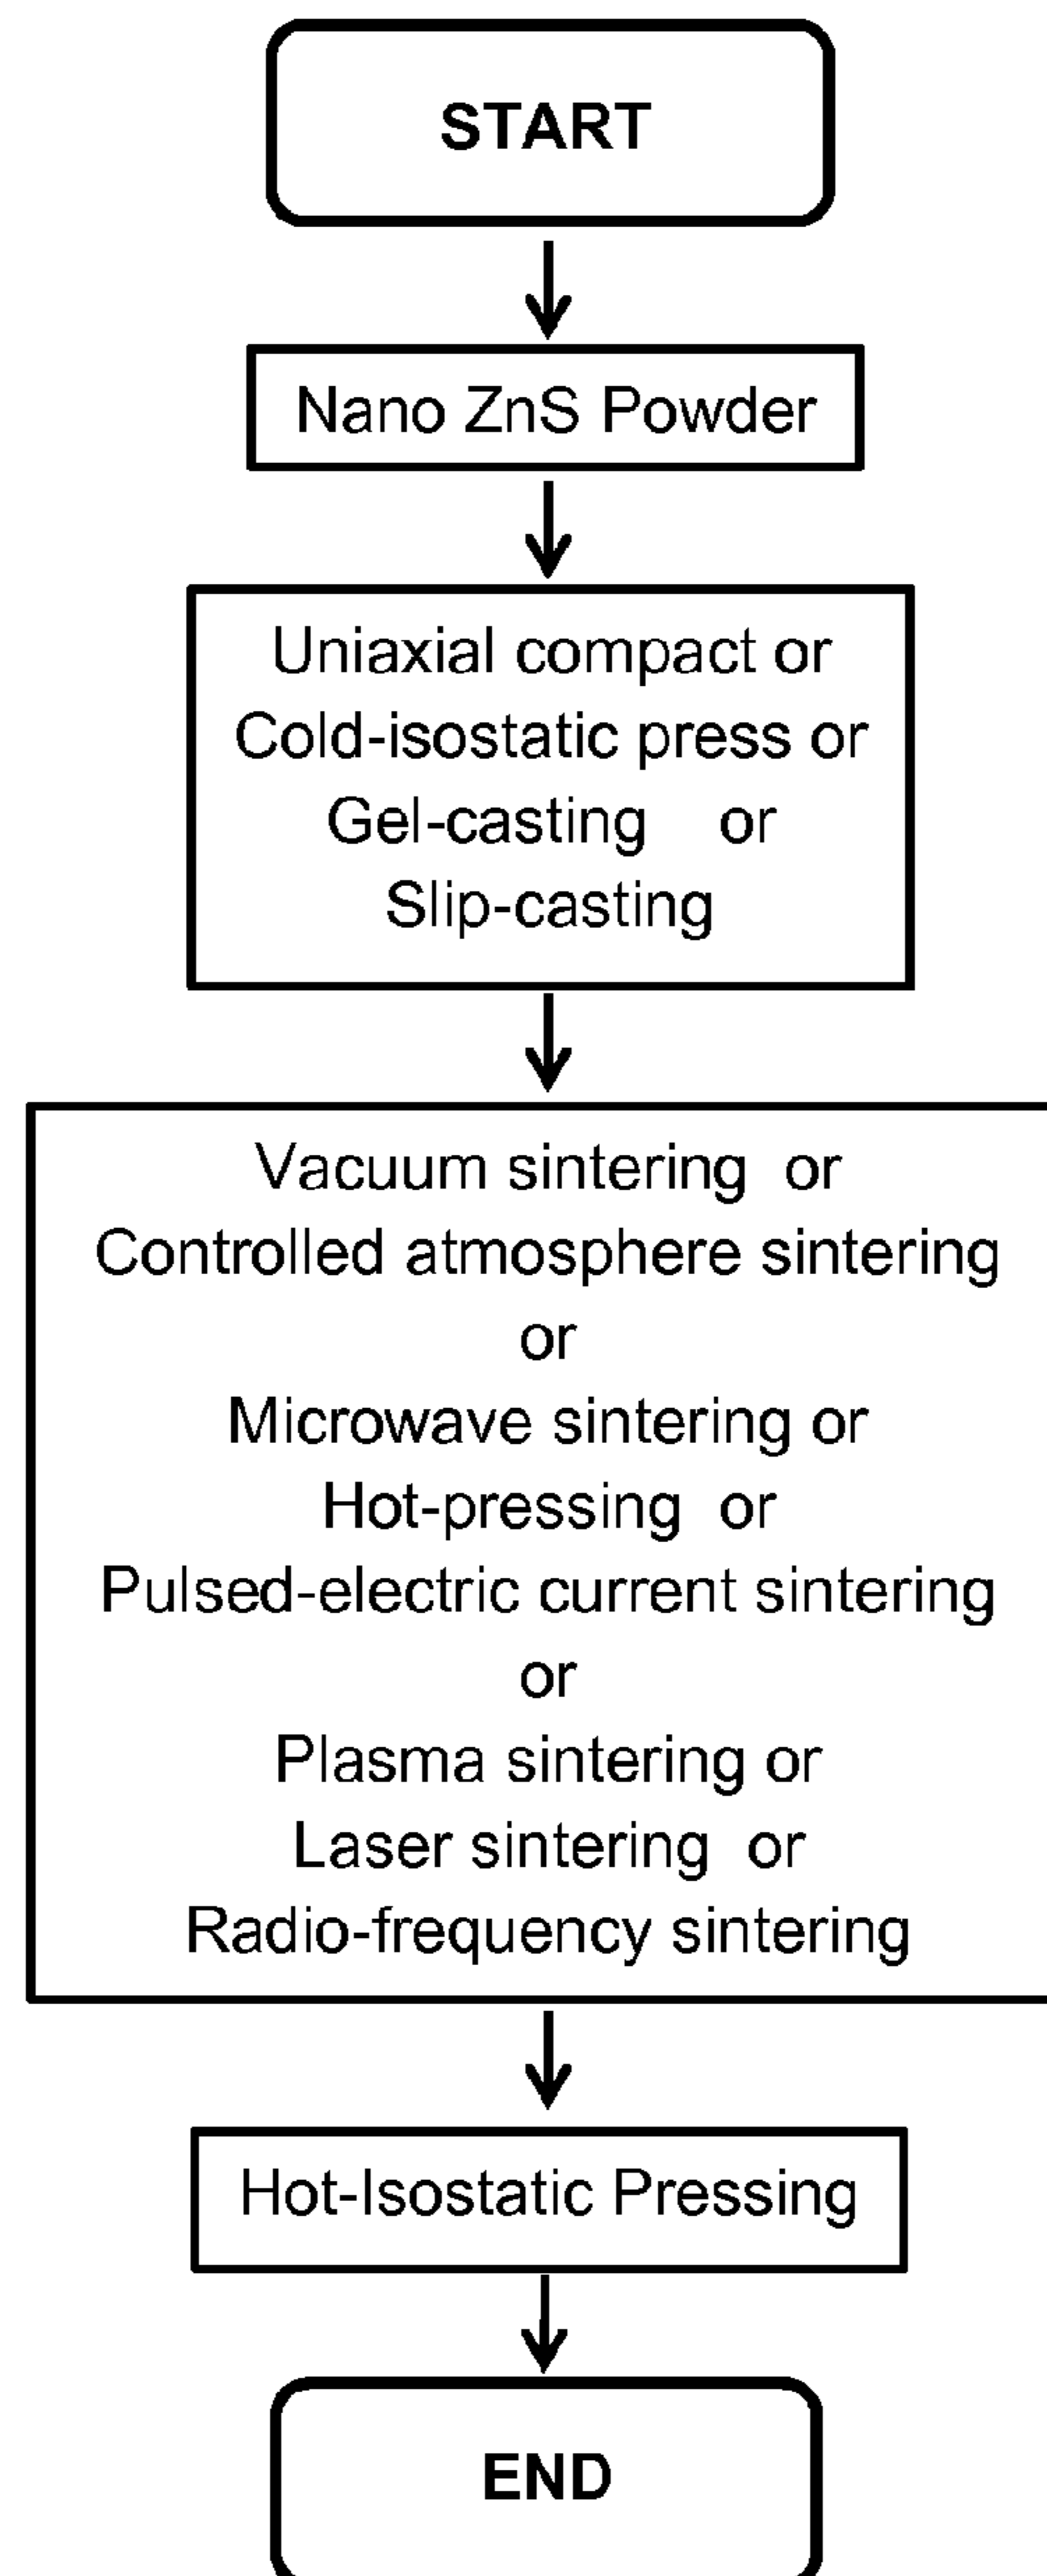 START
Nano ZnS Powder
Uniaxial compact or
Cold-isostatic press or
Gel-casting or
Slip-casting
Vacuum sintering or
Controlled atmosphere sintering
or
Microwave sintering or
Hot-pressing or
Pulsed-electric current sintering
or
Plasma sintering or
Laser sintering or
Radio-frequency sintering
Hot-Isostatic Pressing
END